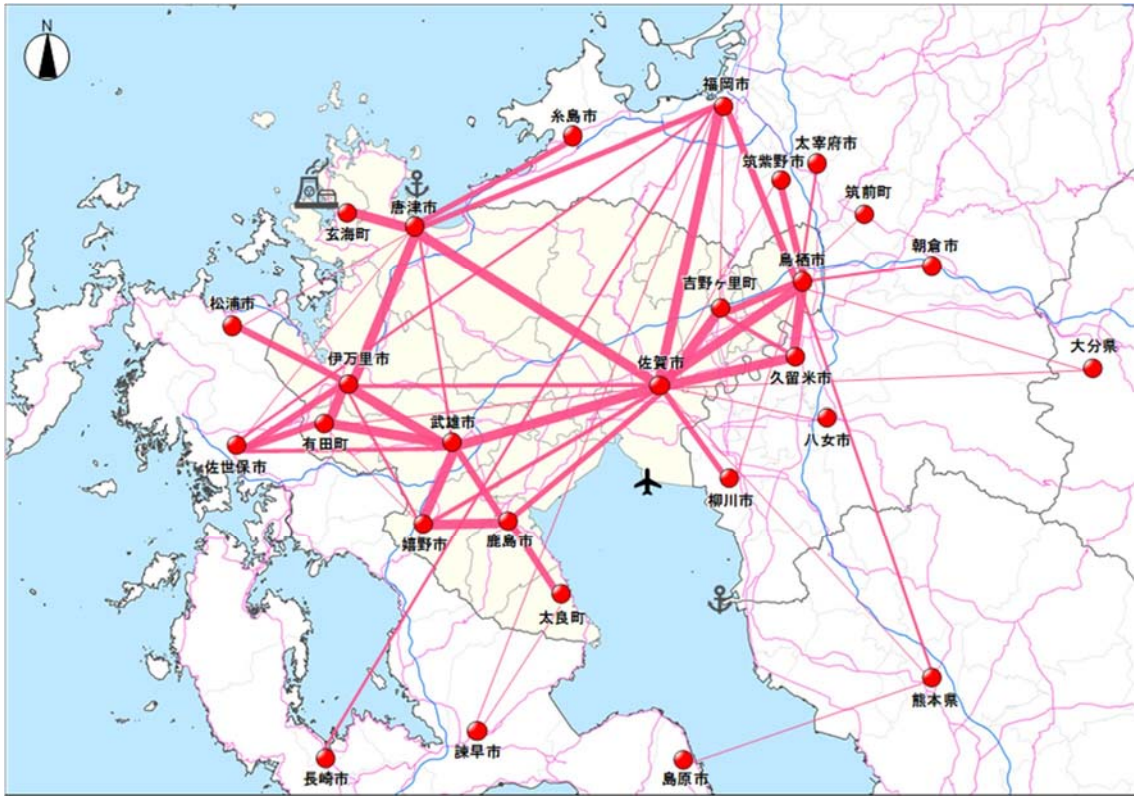 N
福岡市
糸島市
太宰府市
筑紫野市
筑前町
唐津市
玄海町
朝倉市
鳥栖市
吉野ヶ里町
松浦市
大分県
伊万里市
佐賀市
久留米市
武雄市
有田町
八女市
佐世保市
柳川市
嬉野市
鹿島市
太良町
熊本県
諫早市
長崎市
島原市